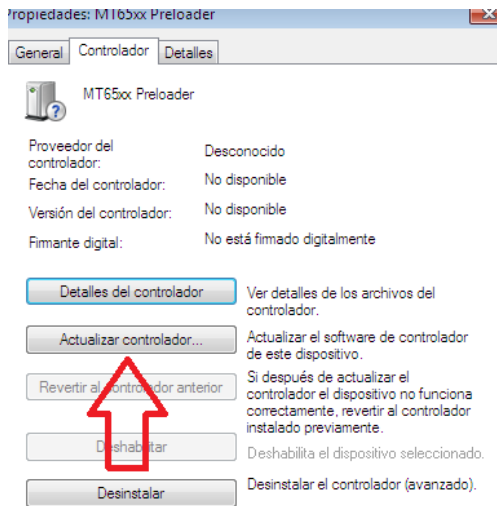 Propiedades: MT65xx Preloader
General Controlador Detalles
MT65xx Preloader
Proveedor del
controlador:
Desconocido
Fecha del controlador: No disponible
Versión del controlador: No disponible
Firmante digital: No está firmado digitalmente
Detalles del controlador
Ver detalles de los archivos del
controlador.
Actualizar controlador...
Actualizar el software de controlador
de este dispositivo.
Revertir al controlador anterior
Si después de actualizar el
controlador el dispositivo no funciona
correctamente, revertir al controlador
instalado previamente.
Deshabilitar
Deshabilita el dispositivo seleccionado.
Desinstalar
Desinstalar el controlador (avanzado).